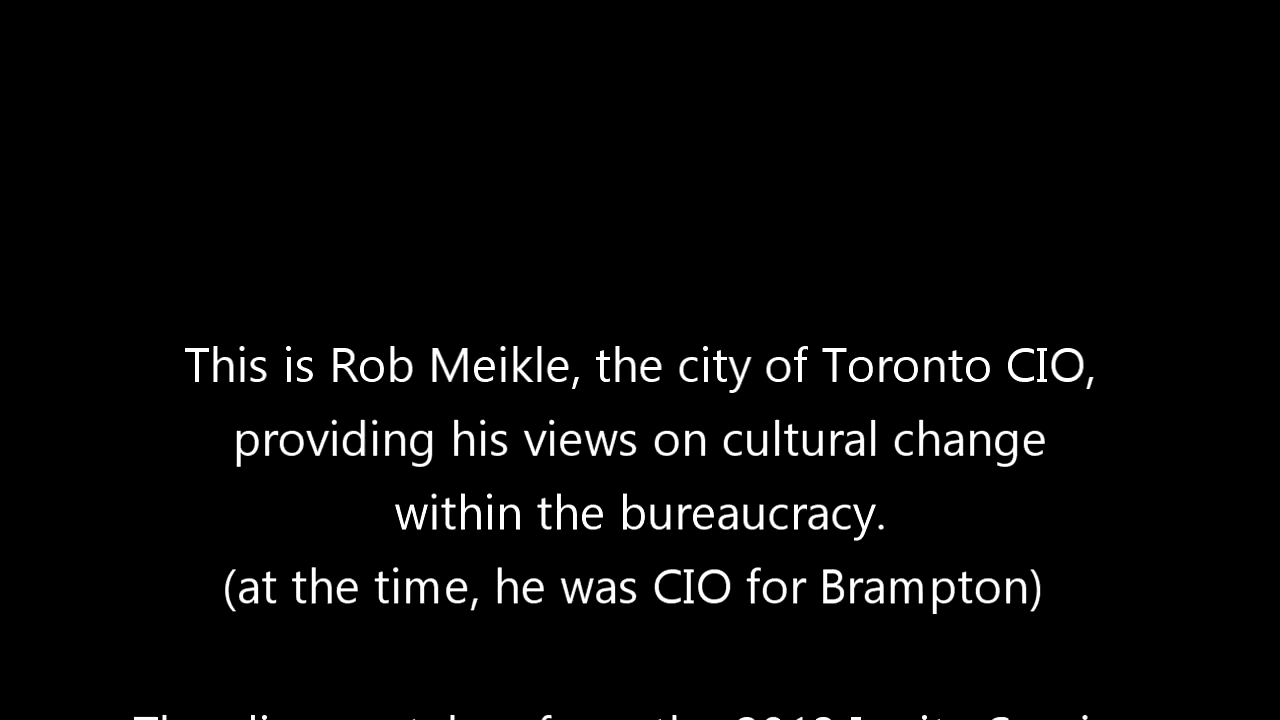 This is Rob Meikle, the city of Toronto CIO,
providing his views on cultural change
within the bureaucracy.
(at the time, he was CIO for Brampton)